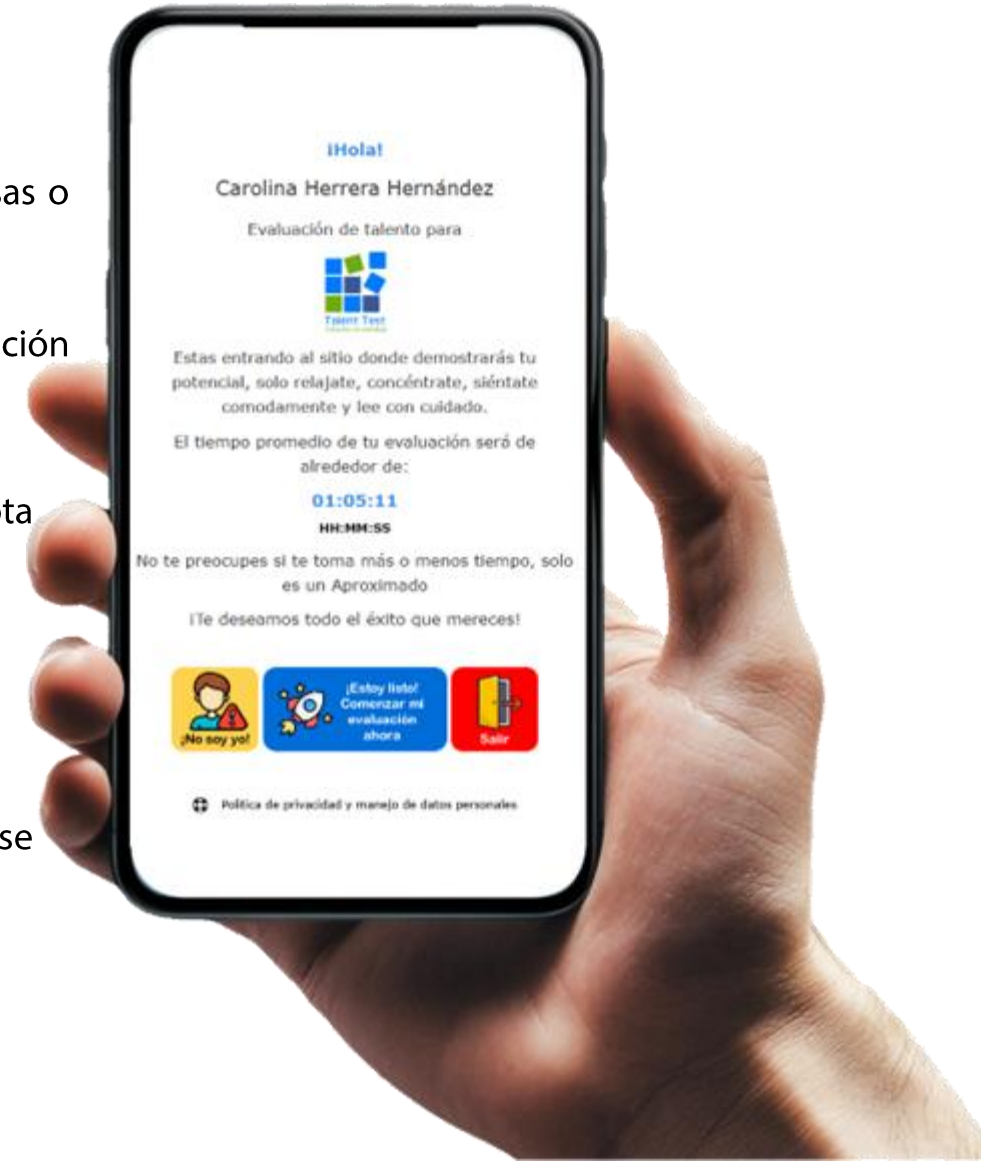 ¡Hola!
Carolina Herrera Hernández
Evaluación de talento para
Talent Test
Estas entrando al sitio donde demostrarás tu
potencial, solo relajate, concéntrate, siéntate
comodamente y lee con cuidado.
El tiempo promedio de tu evaluación será de
alrededor de:
01:05:11
HH:MM:SS
No te preocupes si te toma más o menos tiempo, solo
es un Aproximado
¡Te deseamos todo el éxito que mereces!
¡No soy yo!
¡Estoy listo!
Comenzar mi
evaluación
ahora
Salir
Politica de privacidad y manejo de datos personales
o
se